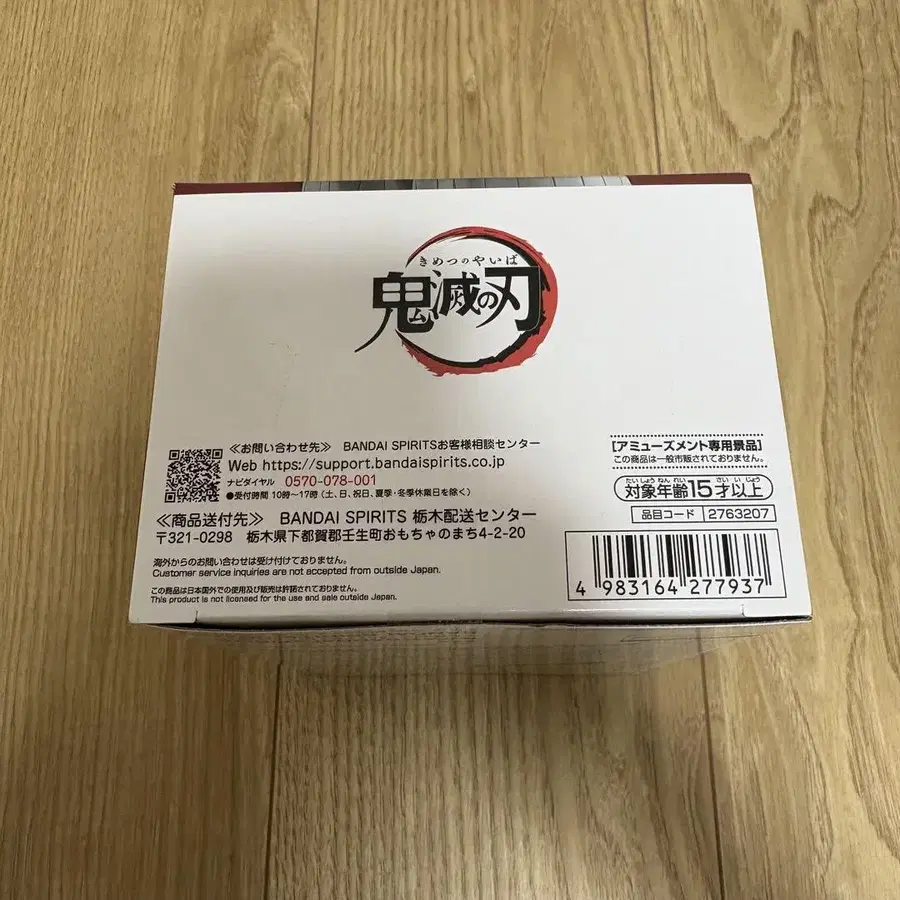 きめつのやいば
鬼滅の刃
≪お問い合わせ先≫ BANDAI SPIRITSお客様相談センター
Web https://support.bandaispirits.co.jp
ナビダイヤル 0570-078-001
●受付時間 10時〜17時（土、日、祝日、夏季・冬季休業日を除く）
≪商品送付先≫ BANDAI SPIRITS 栃木配送センター
〒321-0298 栃木県下都賀郡壬生町おもちゃのまち4-2-20
海外からのお問い合わせは受け付けておりません。
Customer service inquiries are not accepted from outside Japan.
この商品は日本国外での使用及び販売は許諾されておりません。
This product is not licensed for the use and sale outside Japan.
[アミューズメント専用景品]
この商品は一般市販されておりません。
たいしょうねんれい さい いじょう
対象年齢15才以上
品目コード 2763207
4 983164 277937